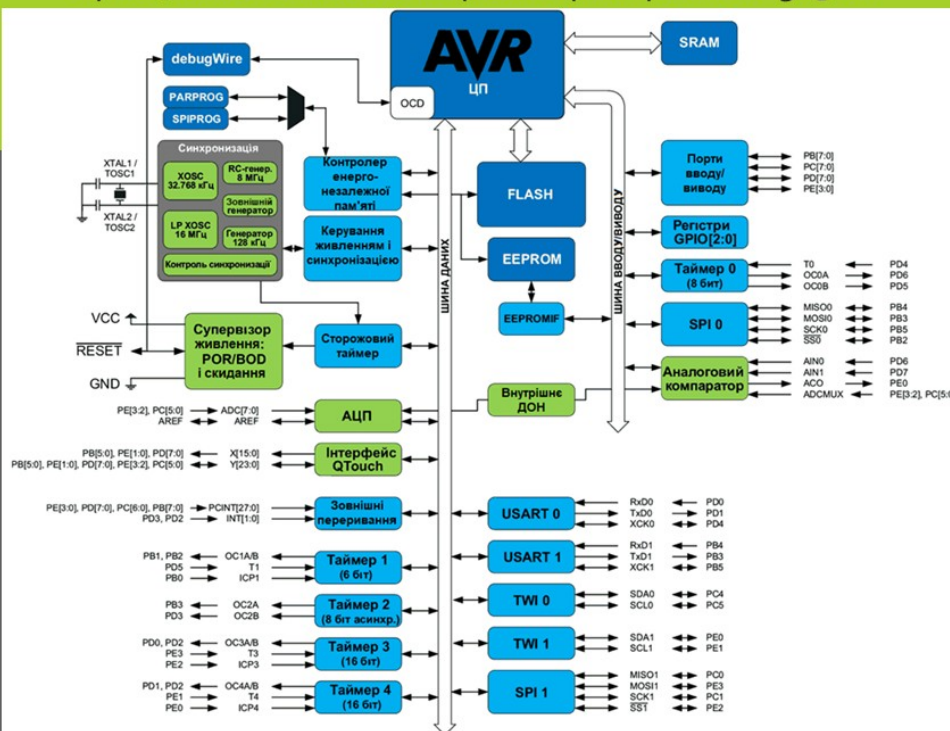 AVR
ЦП
OCD
SRAM
debugWire
PARPROG
SPIPROG
Синхронізація
XTAL1 /
TOSC1
XOSC
32.768 кГц
RC-генер.
8 МГц
Зовнішній
генератор
XTAL2 /
TOSC2
LP XOSC
16 МГц
Генератор
128 кГц
Контроль синхронізації
Контролер
енерго-
незалежної
пам'яті
FLASH
Керування
живленням і
синхронізацією
EEPROM
EEPROMIF
ШИНА ДАНИХ
ШИНА ВВОДУ/ВИВОДУ
Порти
вводу/
виводу
PB[7:0]
PC[7:0]
PD[7:0]
PE[3:0]
Регістри
GPIO[2:0]
Таймер 0
(8 бит)
T0 PD4
OC0A PD6
OC0B PD5
SPI 0
MISO0 PB4
MOSI0 PB3
SCK0 PB5
SS0 PB2
Аналоговий
компаратор
AIN0 PD6
AIN1 PD7
ACO PE0
ADCMUX PE[3:2], PC[5:0
VCC
RESET
GND
Супервізор
живлення:
POR/BOD
і скидання
Сторожовий
таймер
Внутрішнє
ДОН
PE[3:2], PC[5:0] ADC[7:0]
AREF AREF
АЦП
PB[5:0], PE[1:0], PD[7:0] X[15:0]
PB[5:0], PE[1:0], PD[7:0], PE[3:2], PC[5:0] Y[23:0]
Інтерфейс
QTouch
PE[3:0], PD[7:0], PC[6:0], PB[7:0] PCINT[27:0]
PD3, PD2 INT[1:0]
Зовнішні
переривання
PB1, PB2 OC1A/B
PD5 T1
PB0 ICP1
Таймер 1
(6 біт)
PB3 OC2A
PD3 OC2B
Таймер 2
(8 біт асинхр.)
PD0, PD2 OC3A/B
PE3 T3
PE2 ICP3
Таймер 3
(16 біт)
PD1, PD2 OC4A/B
PE1 T4
PE0 ICP4
Таймер 4
(16 біт)
USART 0
RxD0 PD0
TxD0 PD1
XCK0 PD4
USART 1
RxD1 PB4
TxD1 PB3
XCK1 PB5
TWI 0
SDA0 PC4
SCL0 PC5
TWI 1
SDA1 PE0
SCL1 PE1
SPI 1
MISO1 PC0
MOSI1 PE3
SCK1 PC1
SS1 PE2